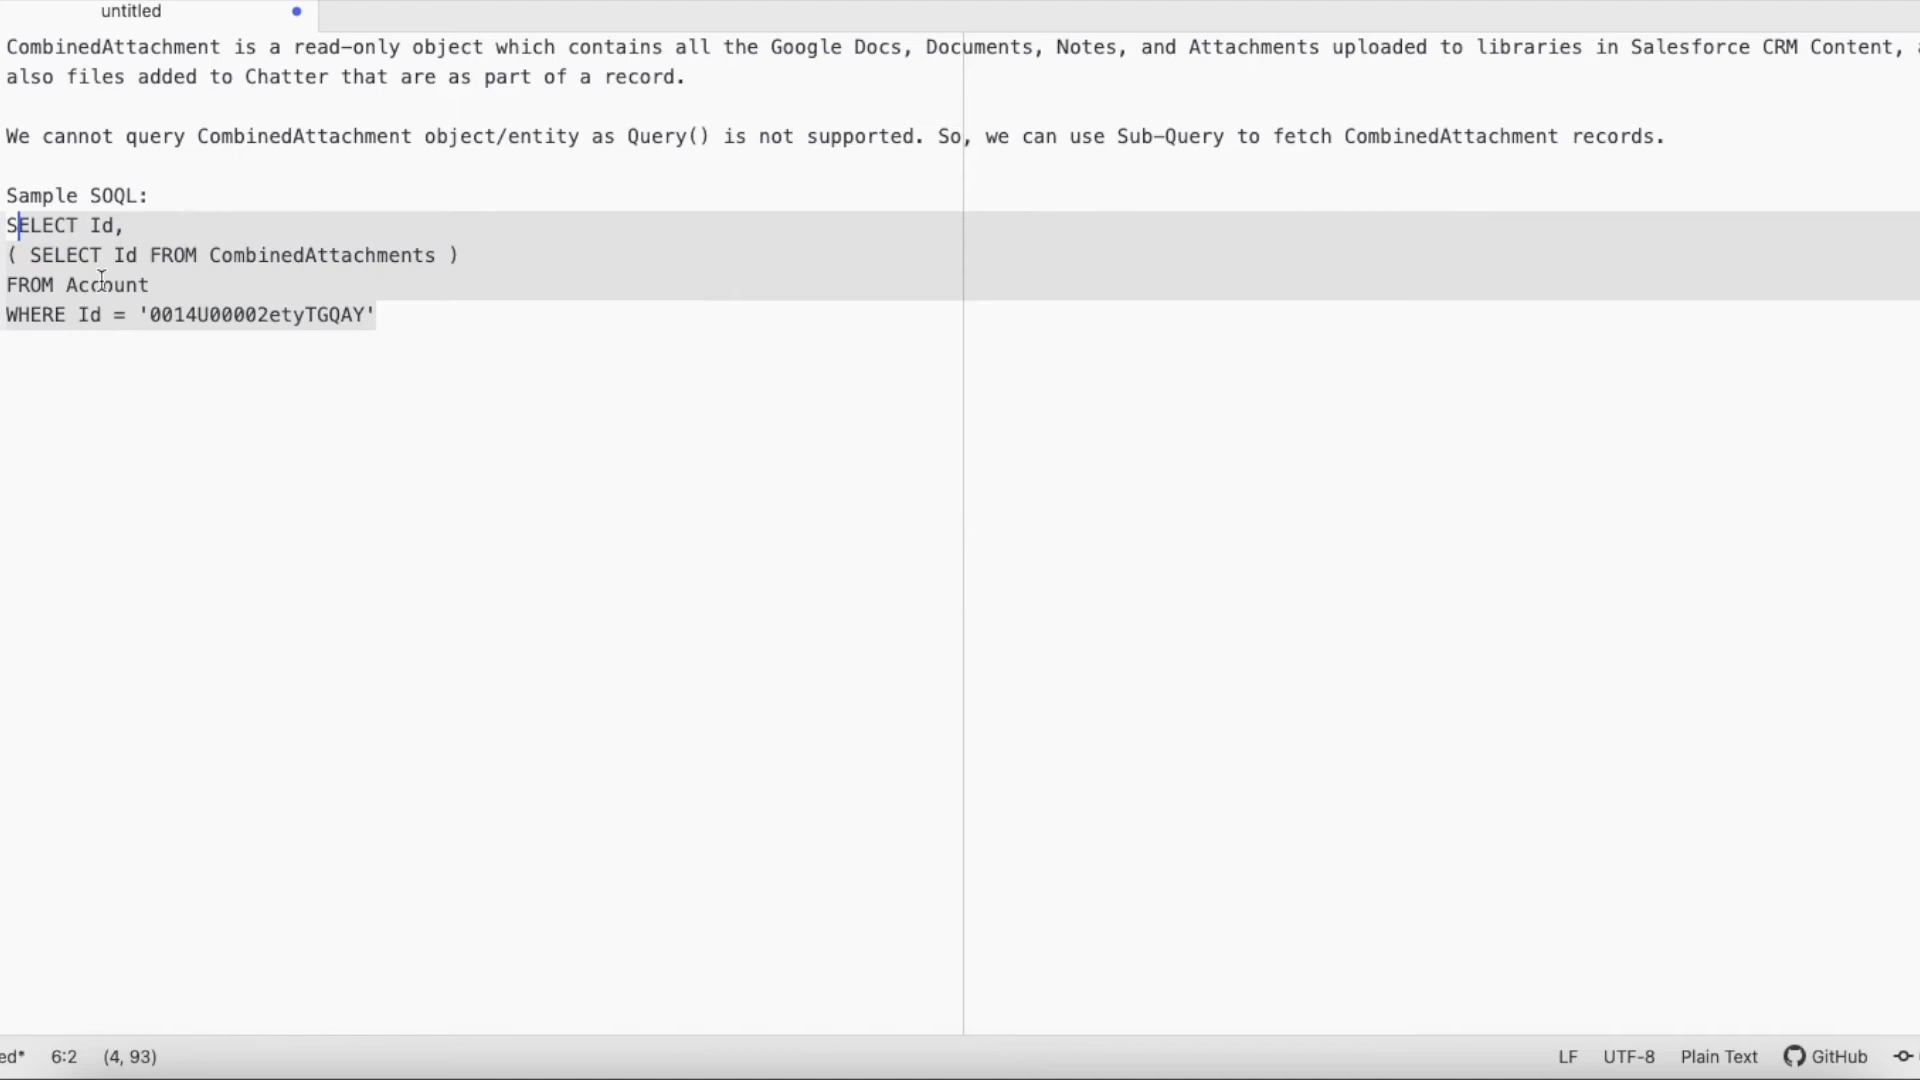 untitled
CombinedAttachment is a read-only object which contains all the Google Docs, Documents, Notes, and Attachments uploaded to libraries in Salesforce CRM Content,
also files added to Chatter that are as part of a record.
We cannot query CombinedAttachment object/entity as Query() is not supported. So, we can use Sub-Query to fetch CombinedAttachment records.
Sample SOQL:
SELECT Id,
( SELECT Id FROM CombinedAttachments )
FROM Account
WHERE Id = '0014U00002etyTGQAY'
ed* 6:2 (4, 93) LF UTF-8 Plain Text GitHub